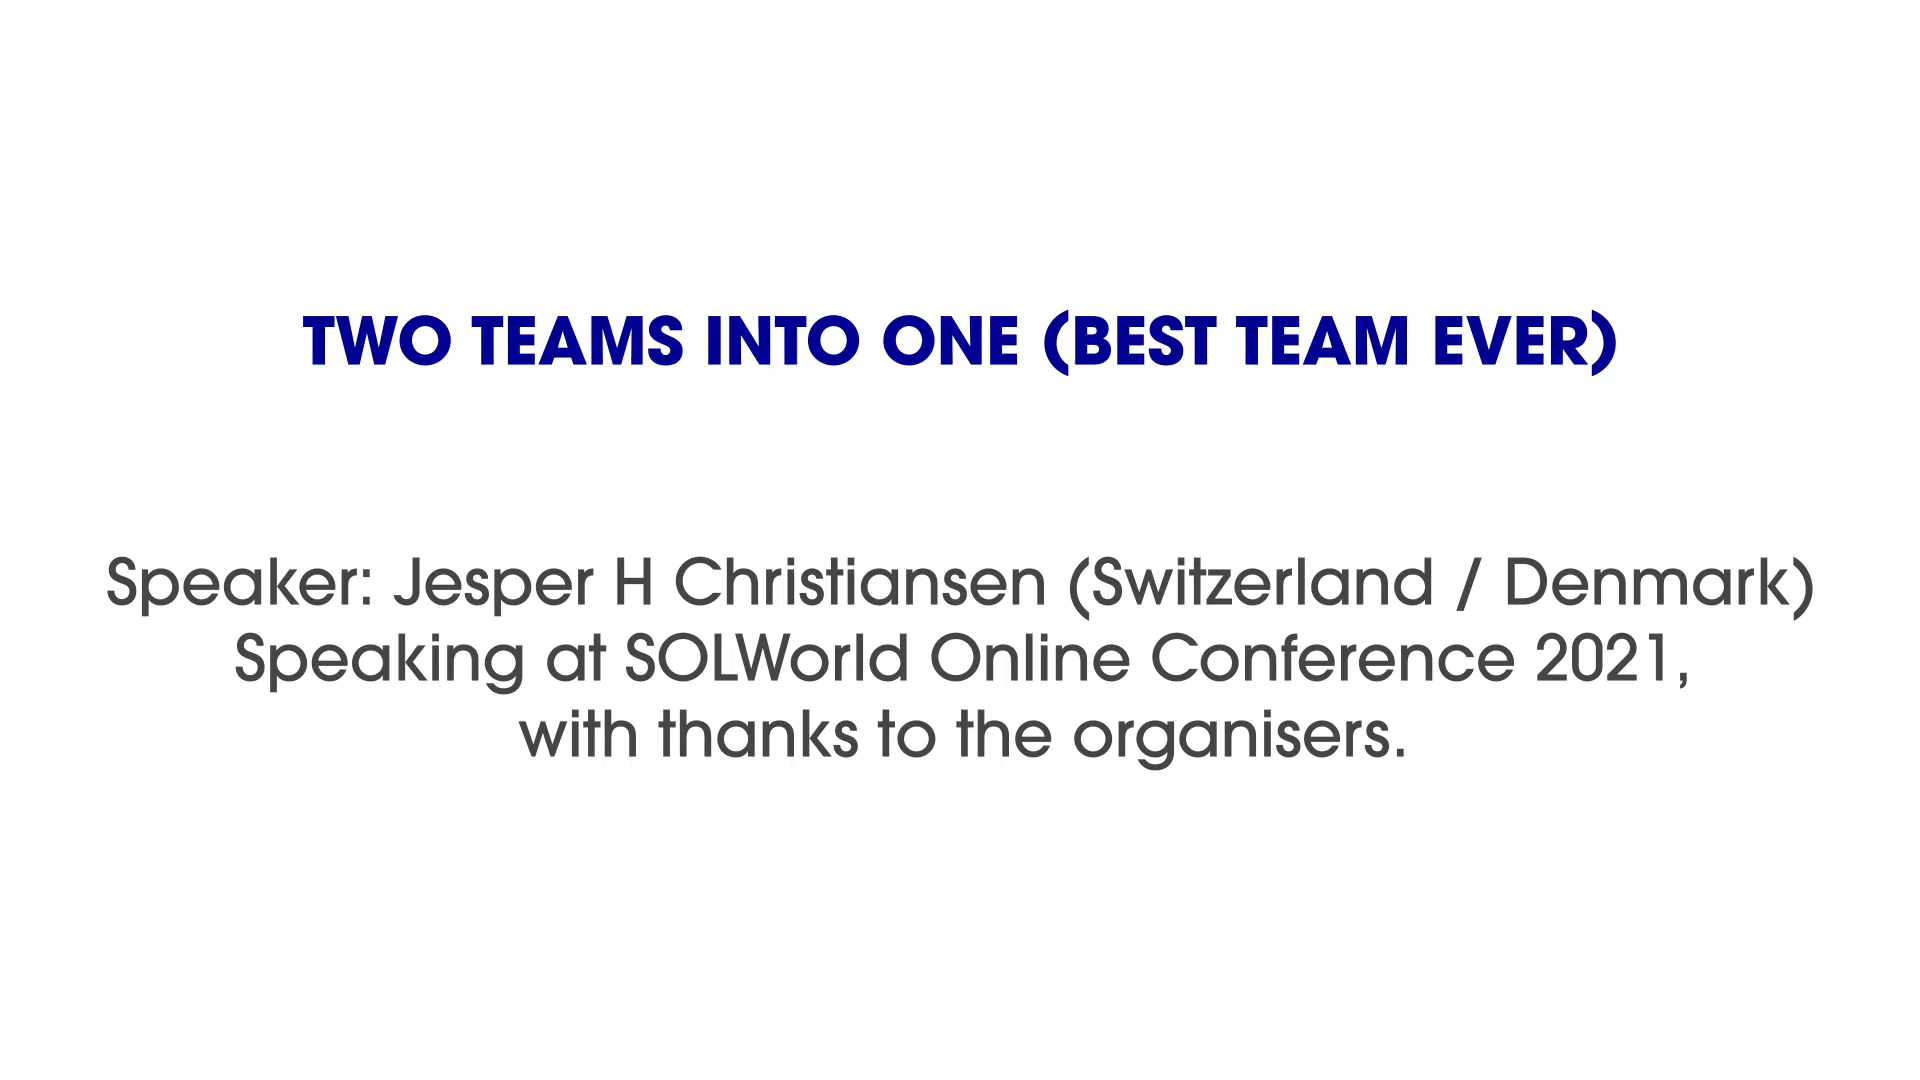 TWO TEAMS INTO ONE (BEST TEAM EVER)
Speaker: Jesper H Christiansen (Switzerland / Denmark)
Speaking at SOLWorld Online Conference 2021,
with thanks to the organisers.